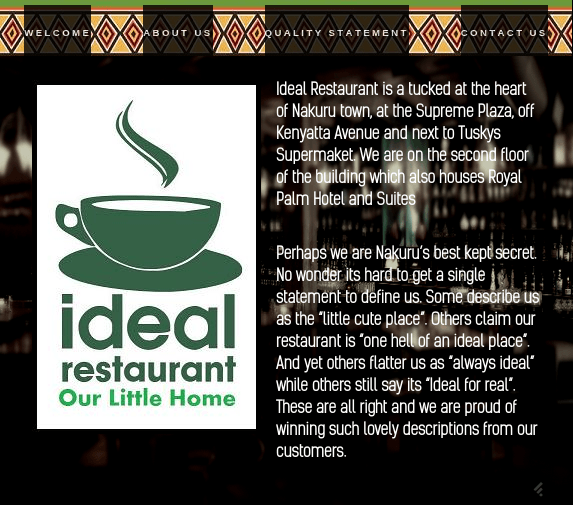 WELCOME
ABOUT US
QUALITY STATEMENT
CONTACT US
ideal
restaurant
Our Little Home
Ideal Restaurant is a tucked at the heart
of Nakuru town, at the Supreme Plaza, off
Kenyatta Avenue and next to Tuskys
Supermaket. We are on the second floor
of the building which also houses Royal
Palm Hotel and Suites
Perhaps we are Nakuru's best kept secret.
No wonder its hard to get a single
statement to define us. Some describe us
as the "little cute place". Others claim our
restaurant is "one hell of an ideal place".
And yet others flatter us as "always ideal"
while others still say its "Ideal for real".
These are all right and we are proud of
winning such lovely descriptions from our
customers.